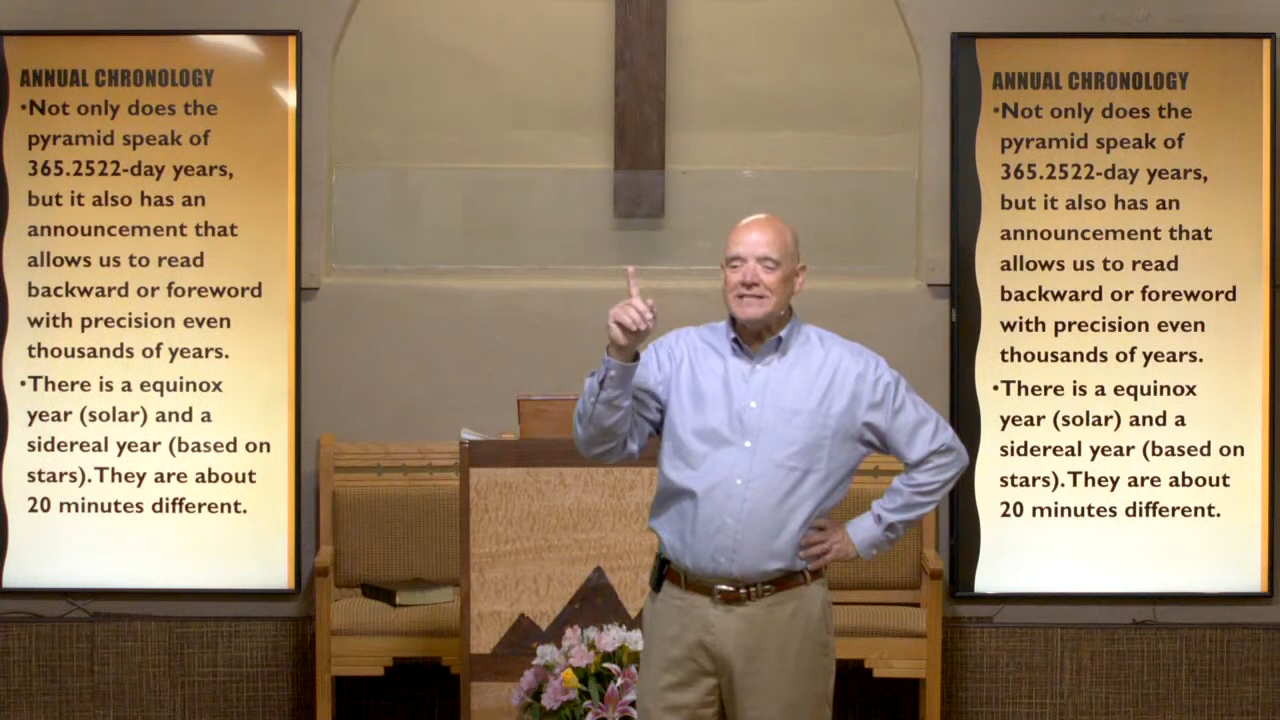 ANNUAL CHRONOLOGY
•Not only does the
pyramid speak of
365.2522-day years,
but it also has an
announcement that
allows us to read
backward or foreword
with precision even
thousands of years.
•There is a equinox
year (solar) and a
sidereal year (based on
stars). They are about
20 minutes different.
ANNUAL CHRONOLOGY
•Not only does the
pyramid speak of
365.2522-day years,
but it also has an
announcement that
allows us to read
backward or foreword
with precision even
thousands of years.
•There is a equinox
year (solar) and a
sidereal year (based on
stars). They are about
20 minutes different.